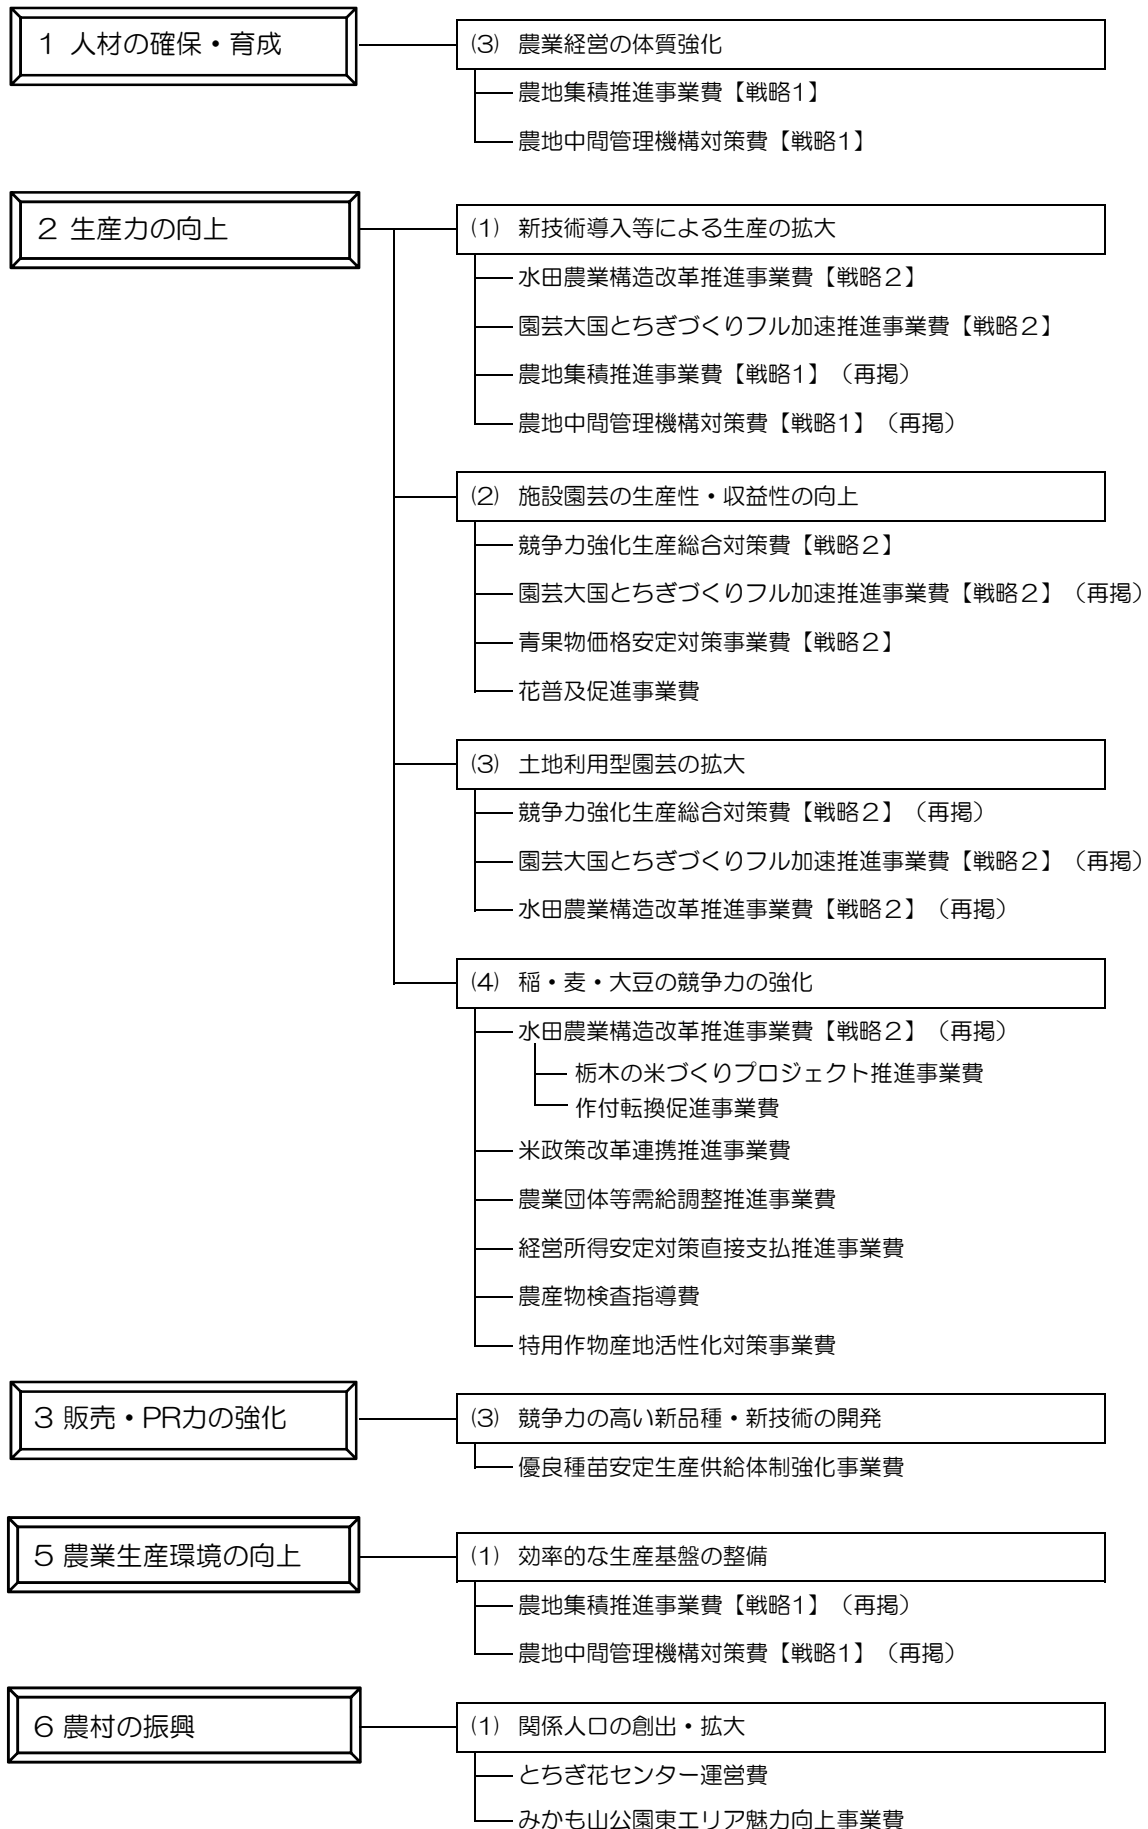 1 人材の確保・育成
(3) 農業経営の体質強化
農地集積推進事業費【戦略1】
農地中間管理機構対策費【戦略1】
2 生産力の向上
(1) 新技術導入等による生産の拡大
水田農業構造改革推進事業費【戦略２】
園芸大国とちぎづくりフル加速推進事業費【戦略２】
農地集積推進事業費【戦略1】（再掲）
農地中間管理機構対策費【戦略1】（再掲）
(2) 施設園芸の生産性・収益性の向上
競争力強化生産総合対策費【戦略２】
園芸大国とちぎづくりフル加速推進事業費【戦略２】（再掲）
青果物価格安定対策事業費【戦略２】
花普及促進事業費
(3) 土地利用型園芸の拡大
競争力強化生産総合対策費【戦略２】（再掲）
園芸大国とちぎづくりフル加速推進事業費【戦略２】（再掲）
水田農業構造改革推進事業費【戦略２】（再掲）
(4) 稲・麦・大豆の競争力の強化
水田農業構造改革推進事業費【戦略２】（再掲）
栃木の米づくりプロジェクト推進事業費
作付転換促進事業費
米政策改革連携推進事業費
農業団体等需給調整推進事業費
経営所得安定対策直接支払推進事業費
農産物検査指導費
特用作物産地活性化対策事業費
3 販売・PR力の強化
(3) 競争力の高い新品種・新技術の開発
優良種苗安定生産供給体制強化事業費
5 農業生産環境の向上
(1) 効率的な生産基盤の整備
農地集積推進事業費【戦略1】（再掲）
農地中間管理機構対策費【戦略1】（再掲）
6 農村の振興
(1) 関係人口の創出・拡大
とちぎ花センター運営費
みかも山公園東エリア魅力向上事業費